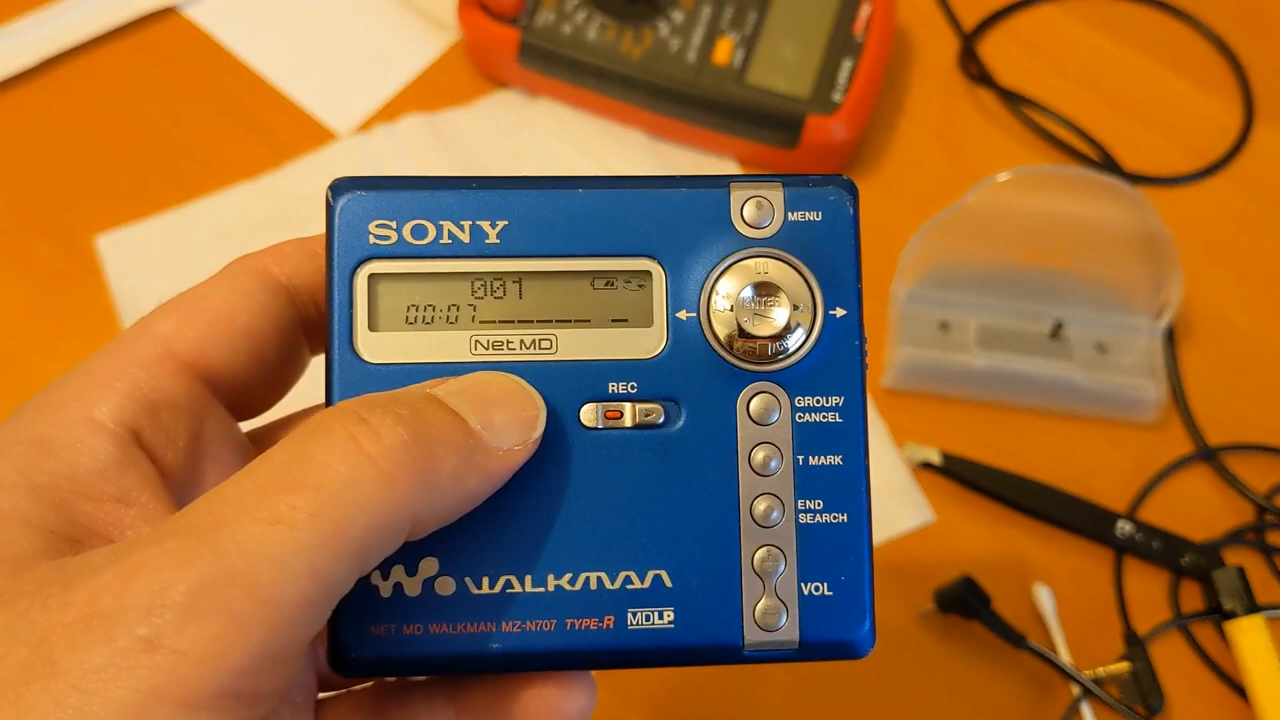 SONY
MENU
001
00:07
NetMD
ENTER
REC
GROUP/
CANCEL
T MARK
END
SEARCH
VOL
WALKMAN
NET MD WALKMAN MZ-N707 TYPE-R MDLP